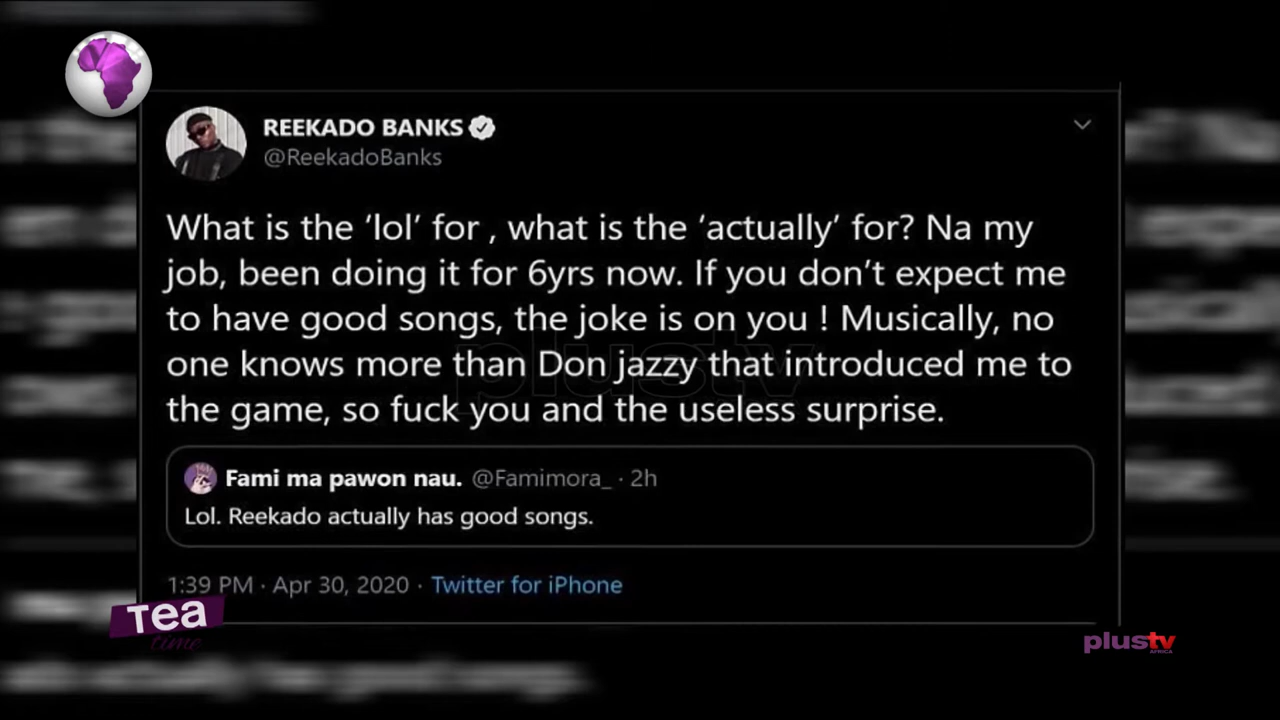 REEKADO BANKS
@ReekadoBanks
What is the ‘lol’ for , what is the ‘actually’ for? Na my
job, been doing it for 6yrs now. If you don’t expect me
to have good songs, the joke is on you ! Musically, no
one knows more than Don jazzy that introduced me to
the game, so fuck you and the useless surprise.
Fami ma pawon nau. @Famimora_ · 2h
Lol. Reekado actually has good songs.
1:39 PM · Apr 30, 2020 · Twitter for iPhone
Tea
time
plustv
AFRICA
plustv